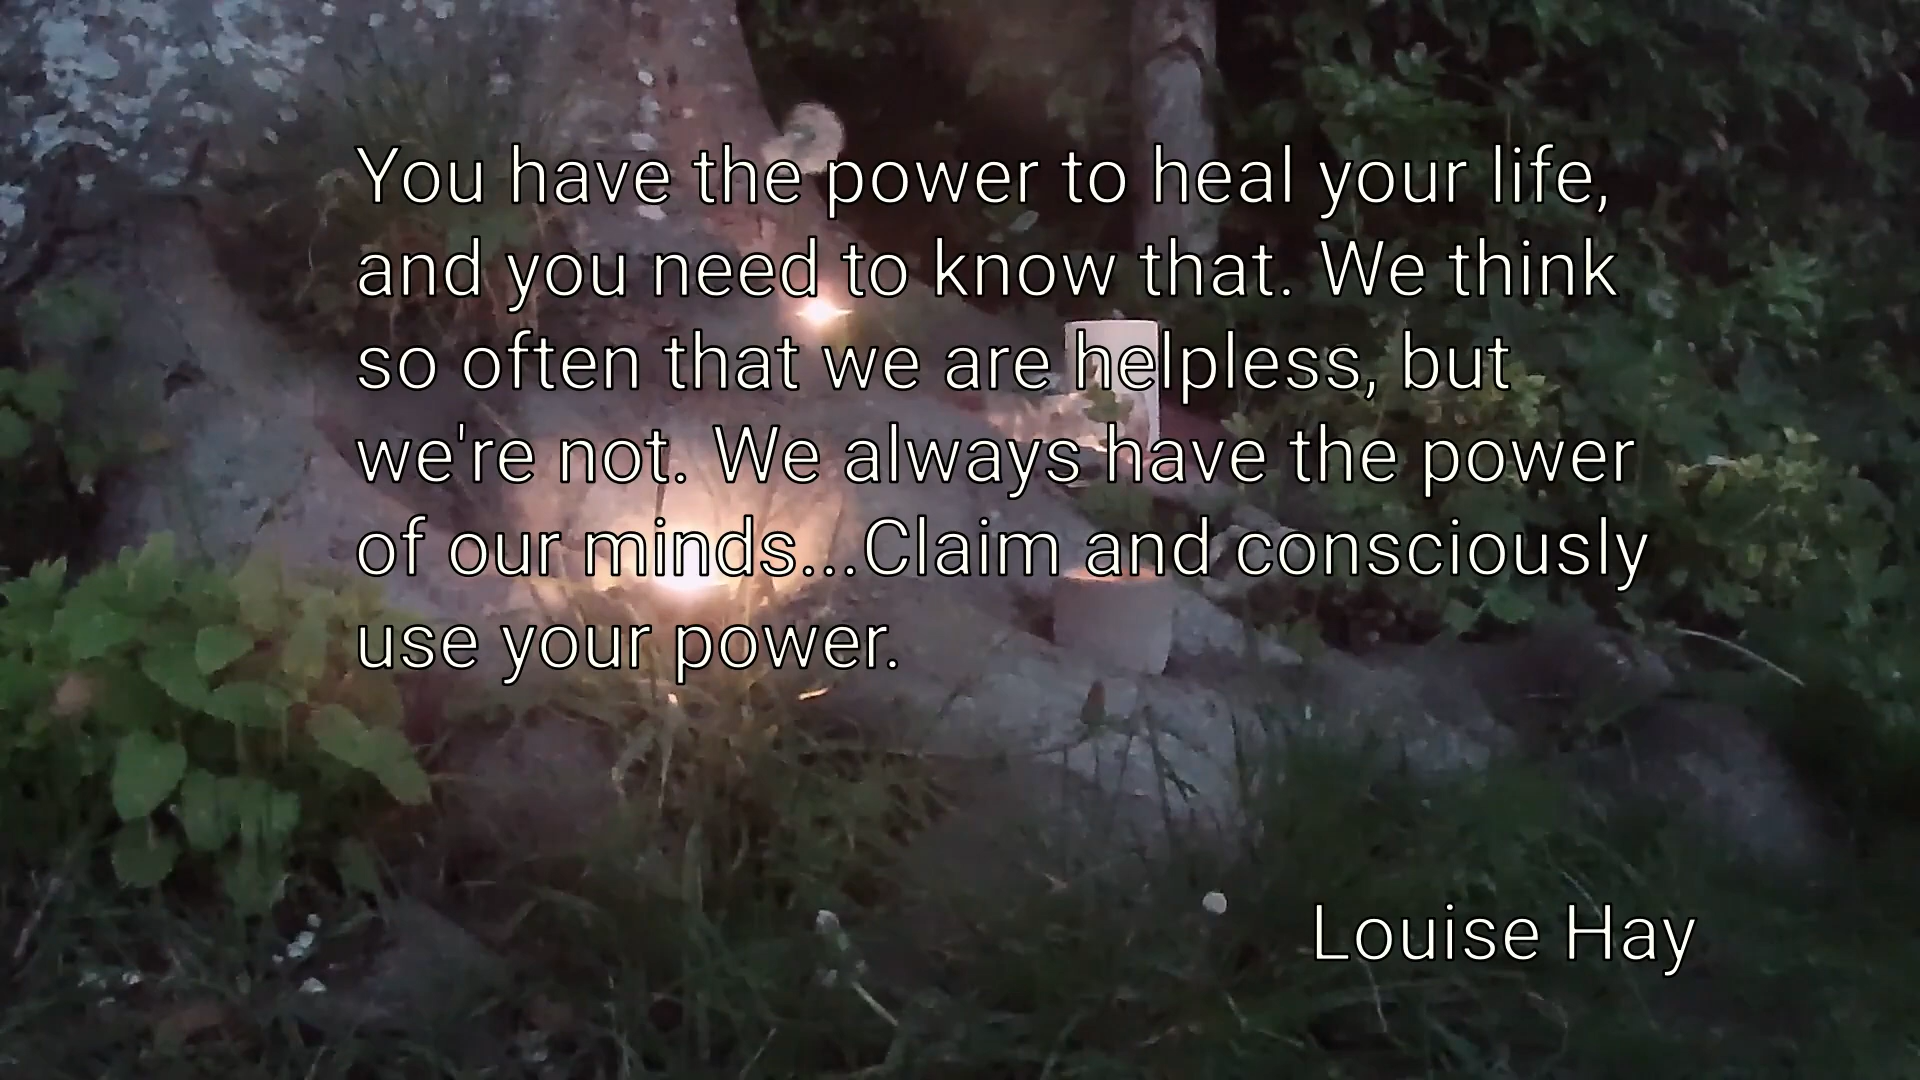 You have the power to heal your life,
and you need to know that. We think
so often that we are helpless, but
we're not. We always have the power
of our minds...Claim and consciously
use your power.
Louise Hay